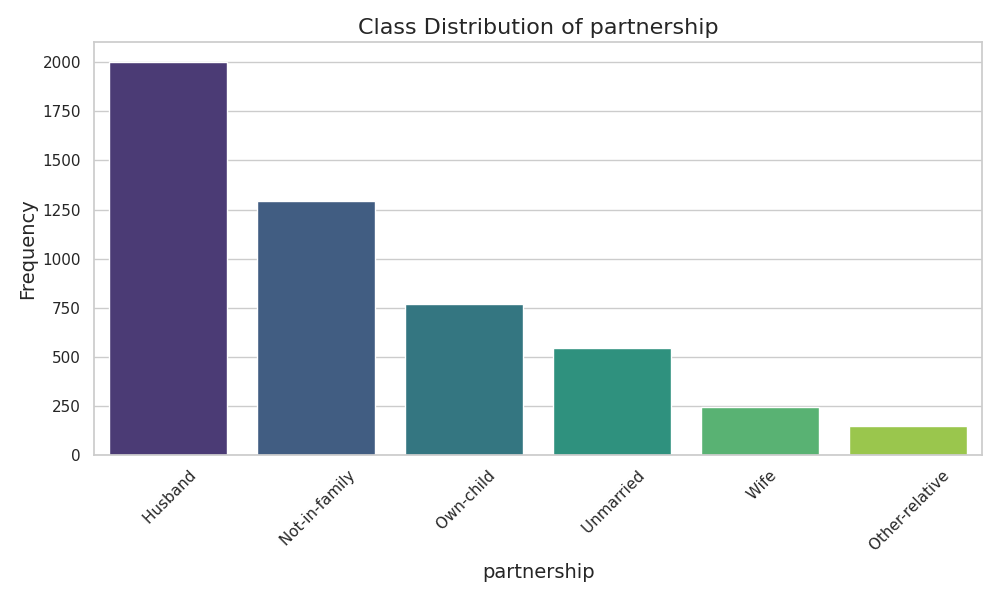 Class Distribution of partnership
Frequency
2000
1750
1500
1250
1000
750
500
250
0
Husband
Not-in-family
Own-child
Unmarried
Wife
Other-relative
partnership